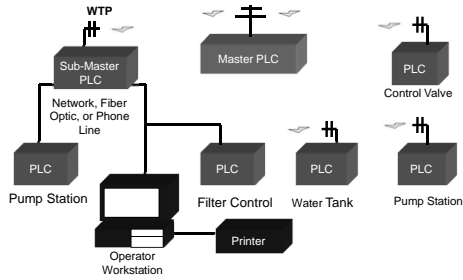 WTP
Sub-Master
PLC
Master PLC
PLC
Control Valve
Network, Fiber
Optic, or Phone
Line
PLC
Pump Station
PLC
Filter Control
PLC
Water Tank
PLC
Pump Station
Printer
Operator
Workstation